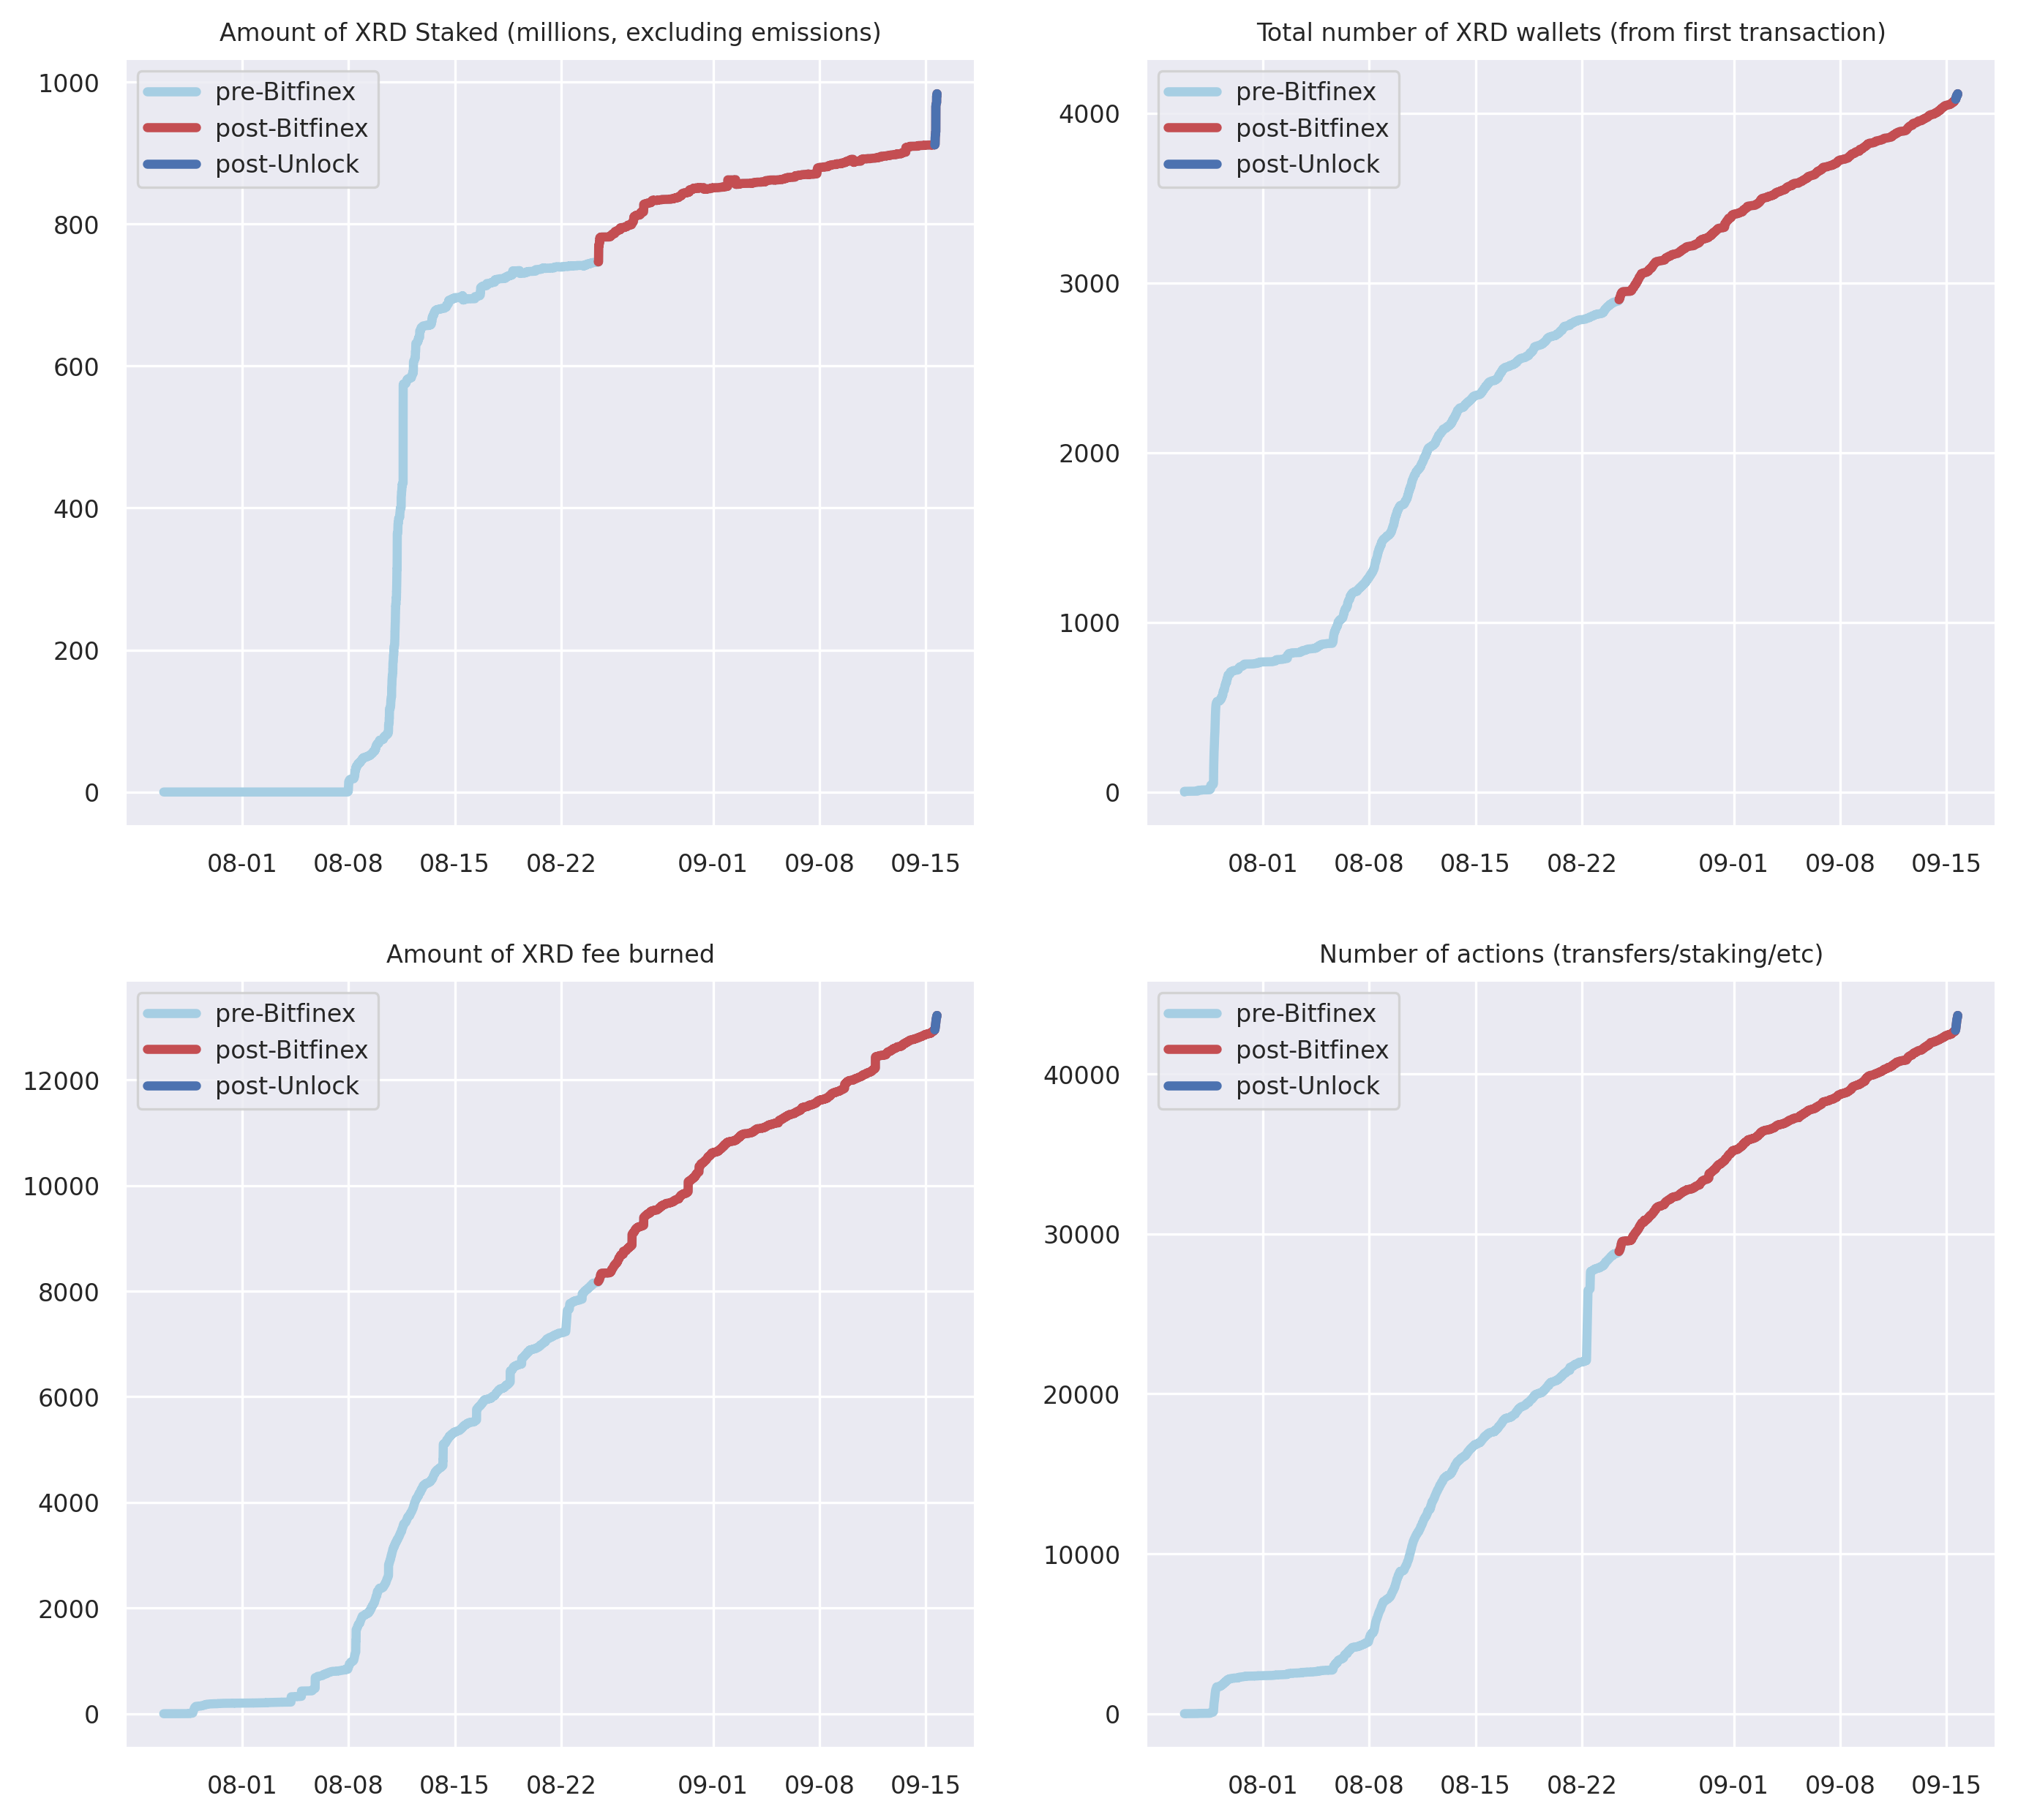 Amount of XRD Staked (millions, excluding emissions)
1000
800
600
400
200
0
pre-Bitfinex
post-Bitfinex
post-Unlock
08-01 08-08 08-15 08-22 09-01 09-08 09-15
Total number of XRD wallets (from first transaction)
4000
3000
2000
1000
0
pre-Bitfinex
post-Bitfinex
post-Unlock
08-01 08-08 08-15 08-22 09-01 09-08 09-15
Amount of XRD fee burned
12000
10000
8000
6000
4000
2000
0
pre-Bitfinex
post-Bitfinex
post-Unlock
08-01 08-08 08-15 08-22 09-01 09-08 09-15
Number of actions (transfers/staking/etc)
40000
30000
20000
10000
0
pre-Bitfinex
post-Bitfinex
post-Unlock
08-01 08-08 08-15 08-22 09-01 09-08 09-15